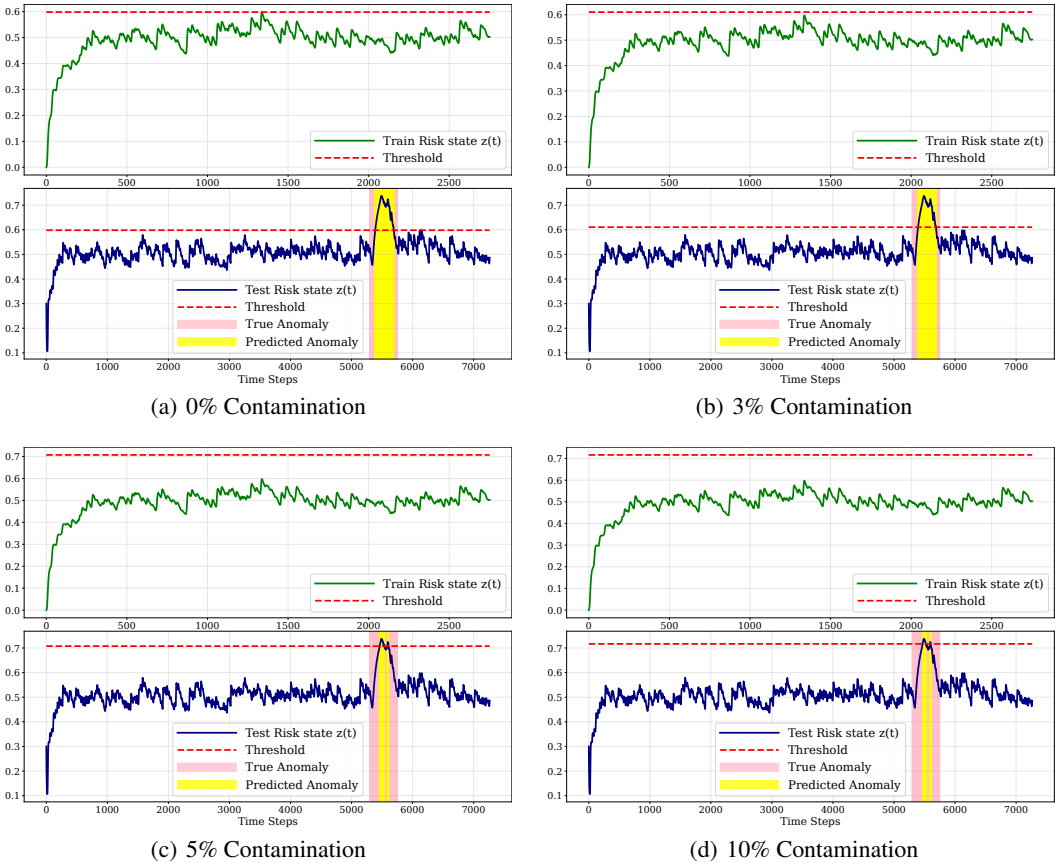 0.6
0.5
0.4
0.3
0.2
0.1
0.0
Train Risk state z(t)
Threshold
0 500 1000 1500 2000 2500
0.7
0.6
0.5
0.4
0.3
0.2
0.1
Test Risk state z(t)
Threshold
True Anomaly
Predicted Anomaly
0 1000 2000 3000 4000 5000 6000 7000
Time Steps
(a) 0% Contamination
0.6
0.5
0.4
0.3
0.2
0.1
0.0
Train Risk state z(t)
Threshold
0 500 1000 1500 2000 2500
0.7
0.6
0.5
0.4
0.3
0.2
0.1
Test Risk state z(t)
Threshold
True Anomaly
Predicted Anomaly
0 1000 2000 3000 4000 5000 6000 7000
Time Steps
(b) 3% Contamination
0.7
0.6
0.5
0.4
0.3
0.2
0.1
0.0
Train Risk state z(t)
Threshold
0 500 1000 1500 2000 2500
0.7
0.6
0.5
0.4
0.3
0.2
0.1
Test Risk state z(t)
Threshold
True Anomaly
Predicted Anomaly
0 1000 2000 3000 4000 5000 6000 7000
Time Steps
(c) 5% Contamination
0.7
0.6
0.5
0.4
0.3
0.2
0.1
0.0
Train Risk state z(t)
Threshold
0 500 1000 1500 2000 2500
0.7
0.6
0.5
0.4
0.3
0.2
0.1
Test Risk state z(t)
Threshold
True Anomaly
Predicted Anomaly
0 1000 2000 3000 4000 5000 6000 7000
Time Steps
(d) 10% Contamination